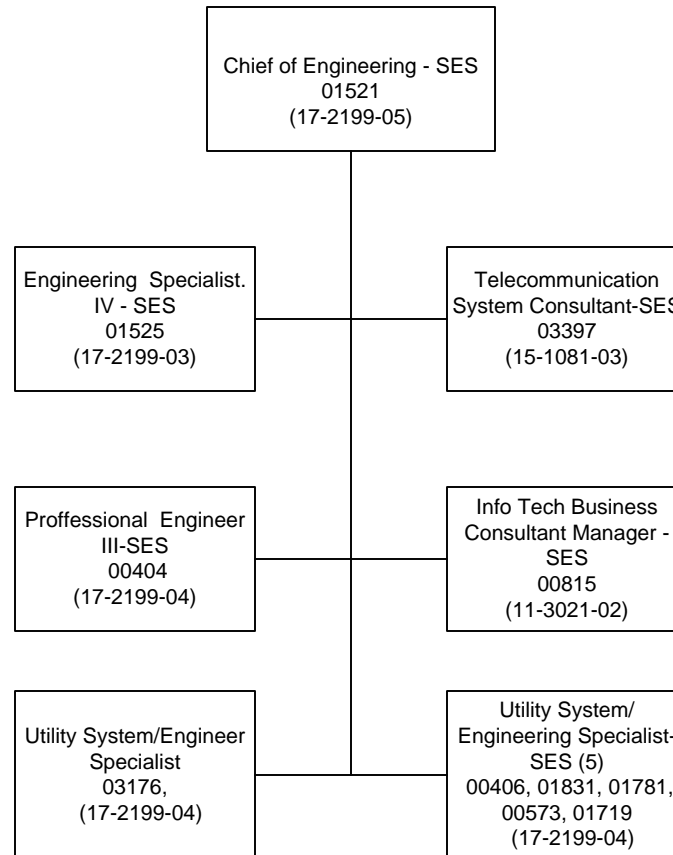 Chief of Engineering - SES
01521
(17-2199-05)
Engineering Specialist.
IV - SES
01525
(17-2199-03)
Telecommunication
System Consultant-SES
03397
(15-1081-03)
Proffessional Engineer
III-SES
00404
(17-2199-04)
Info Tech Business
Consultant Manager -
SES
00815
(11-3021-02)
Utility System/Engineer
Specialist
03176,
(17-2199-04)
Utility System/
Engineering Specialist-
SES (5)
00406, 01831, 01781,
00573, 01719
(17-2199-04)